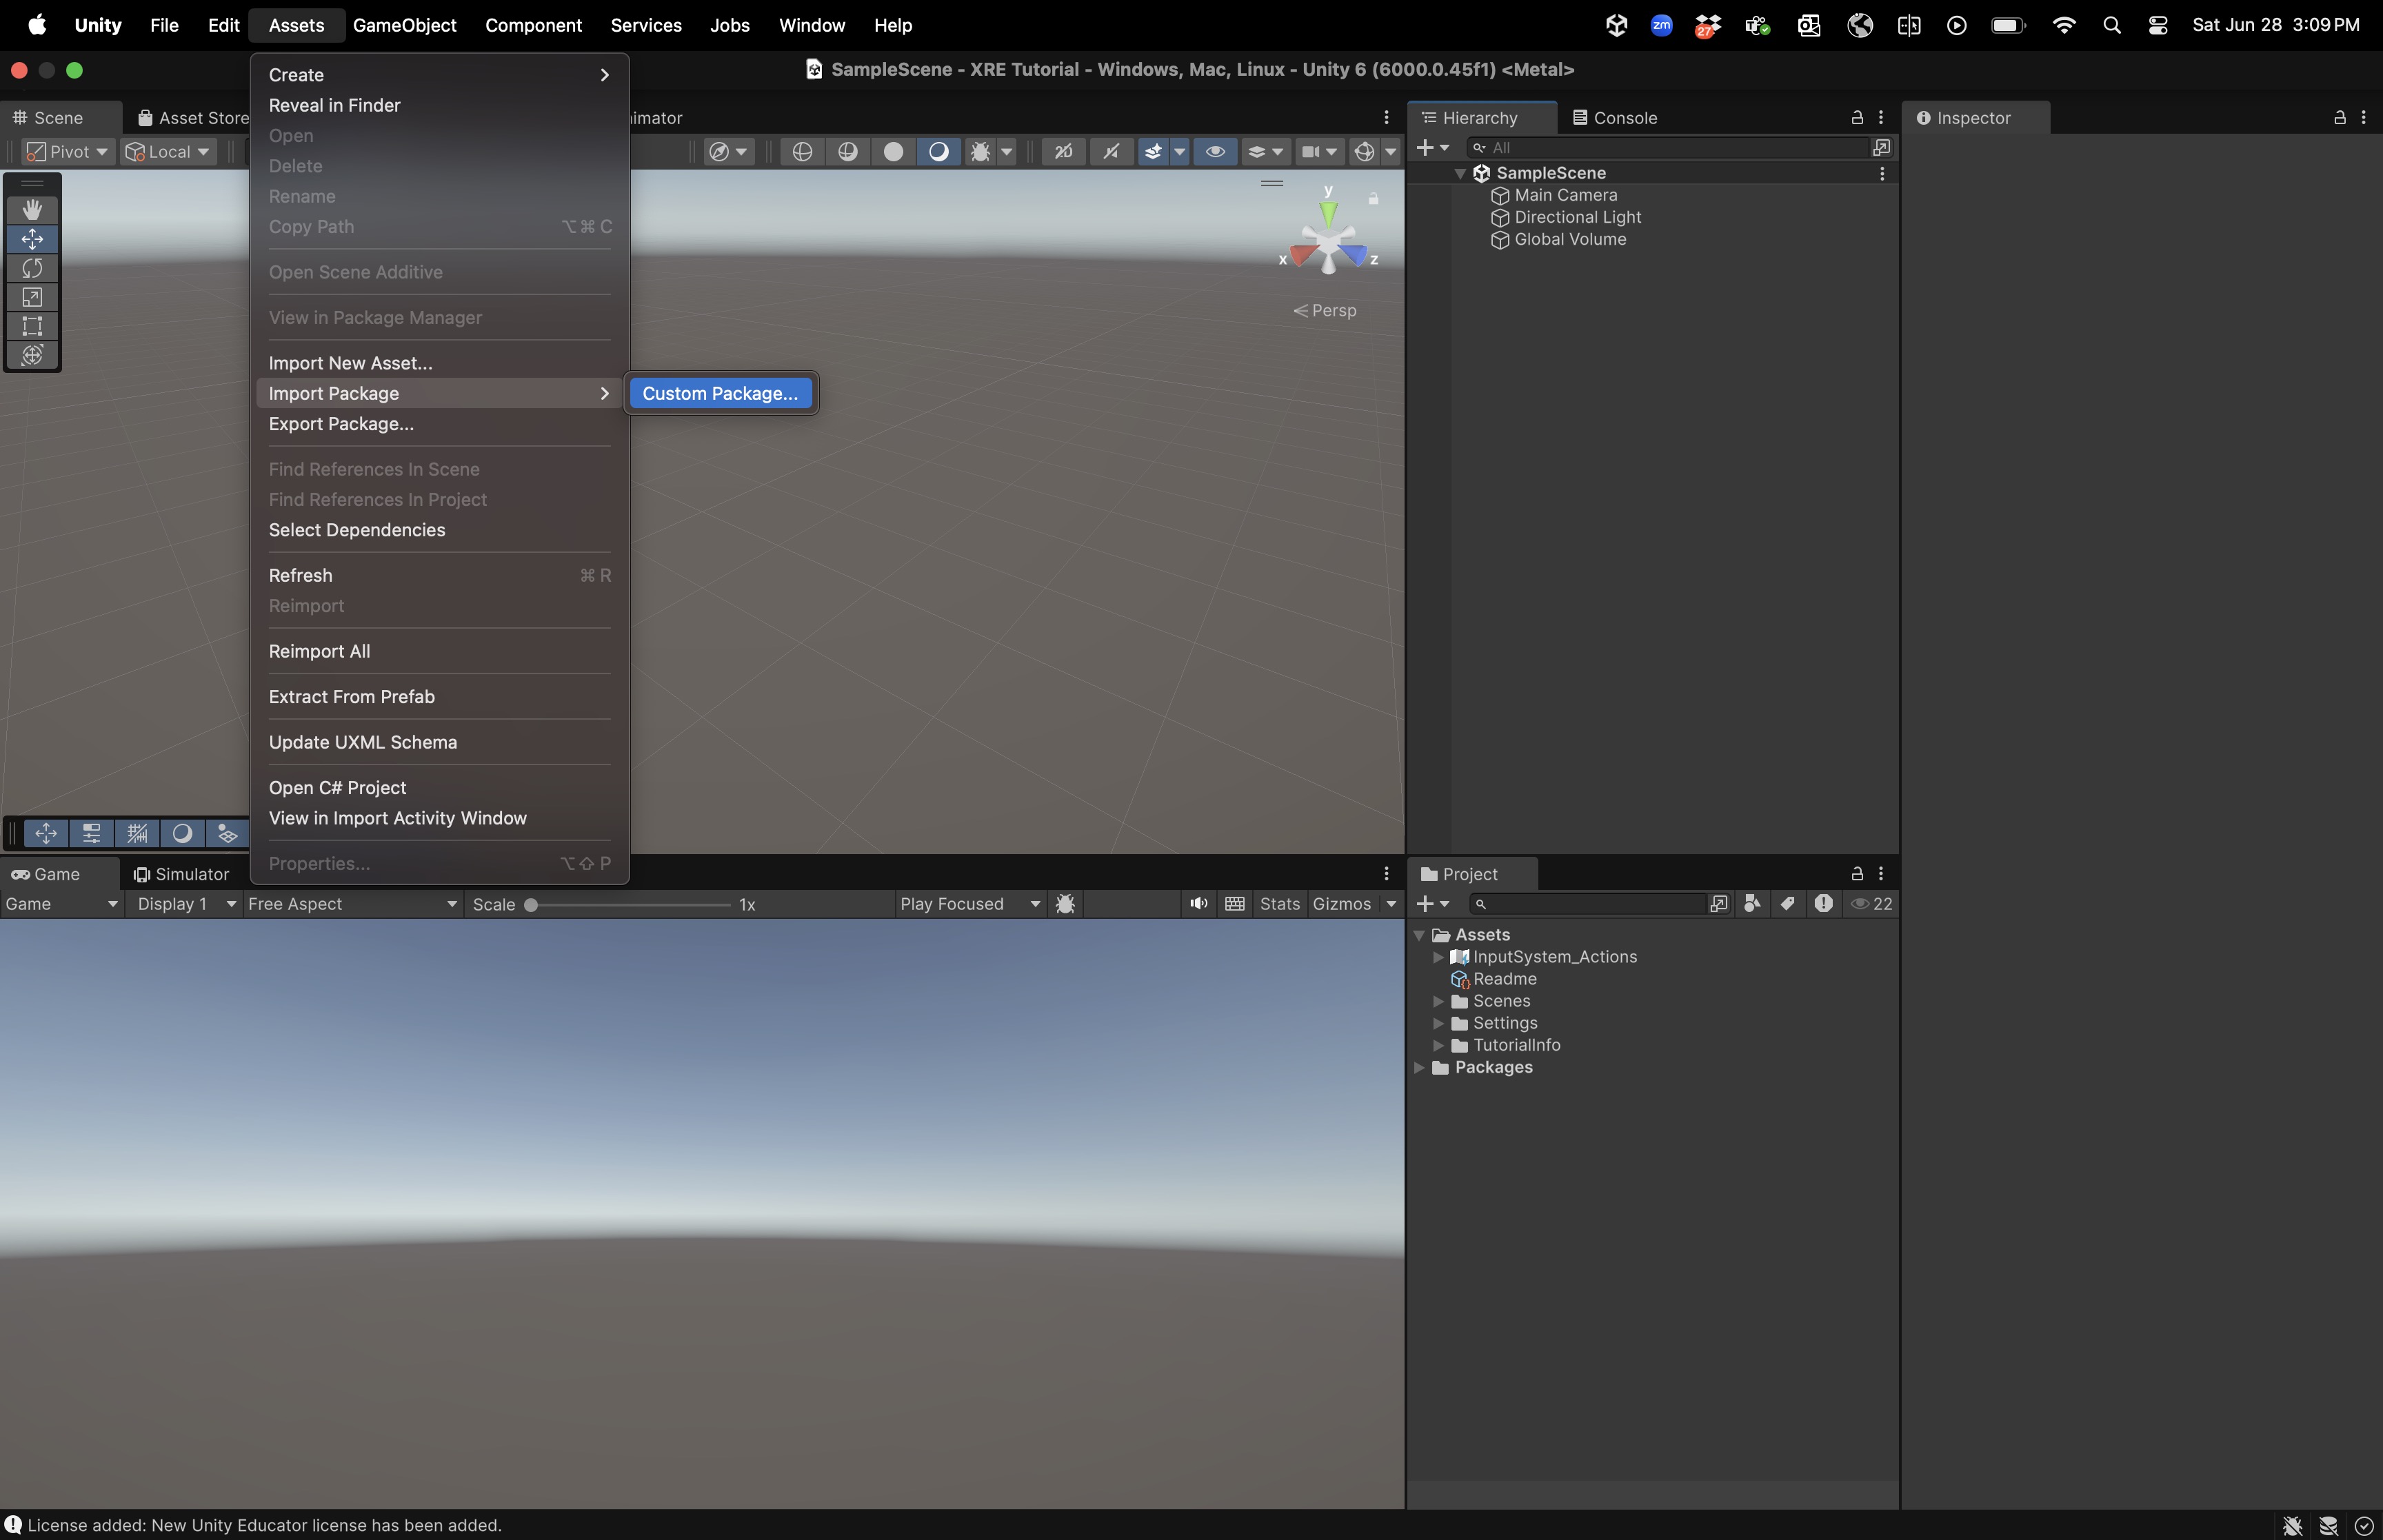 Unity File Edit Assets GameObject Component Services Jobs Window Help zm 27 Sat Jun 28 3:09 PM
SampleScene - XRE Tutorial - Windows, Mac, Linux - Unity 6 (6000.0.45f1) <Metal>
Scene Asset Store
Pivot Local 2D
Create
Reveal in Finder
Open
Delete
Rename
Copy Path ⌥⌘C
Open Scene Additive
View in Package Manager
Import New Asset...
Import Package
Export Package...
Find References In Scene
Find References In Project
Select Dependencies
Refresh ⌘R
Reimport
Reimport All
Extract From Prefab
Update UXML Schema
Open C# Project
View in Import Activity Window
Properties... ⌥⇧P
Custom Package...
y
x z
Persp
Hierarchy Console
All
SampleScene
Main Camera
Directional Light
Global Volume
Inspector
Game Simulator
Game Display 1 Free Aspect Scale 1x Play Focused Stats Gizmos
Project
22
Assets
InputSystem_Actions
Readme
Scenes
Settings
TutorialInfo
Packages
License added: New Unity Educator license has been added.